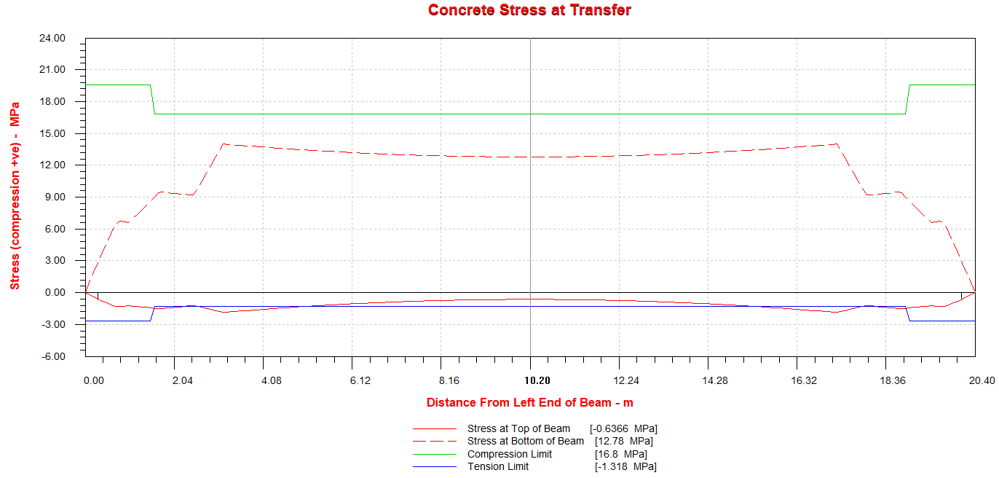 Concrete Stress at Transfer
24.00
21.00
18.00
15.00
12.00
9.00
6.00
3.00
0.00
-3.00
-6.00
Stress (compression +ve) - MPa
0.00 2.04 4.08 6.12 8.16 10.20 12.24 14.28 16.32 18.36 20.40
Distance From Left End of Beam - m
Stress at Top of Beam [-0.6366 MPa]
Stress at Bottom of Beam [12.78 MPa]
Compression Limit [16.8 MPa]
Tension Limit [-1.318 MPa]